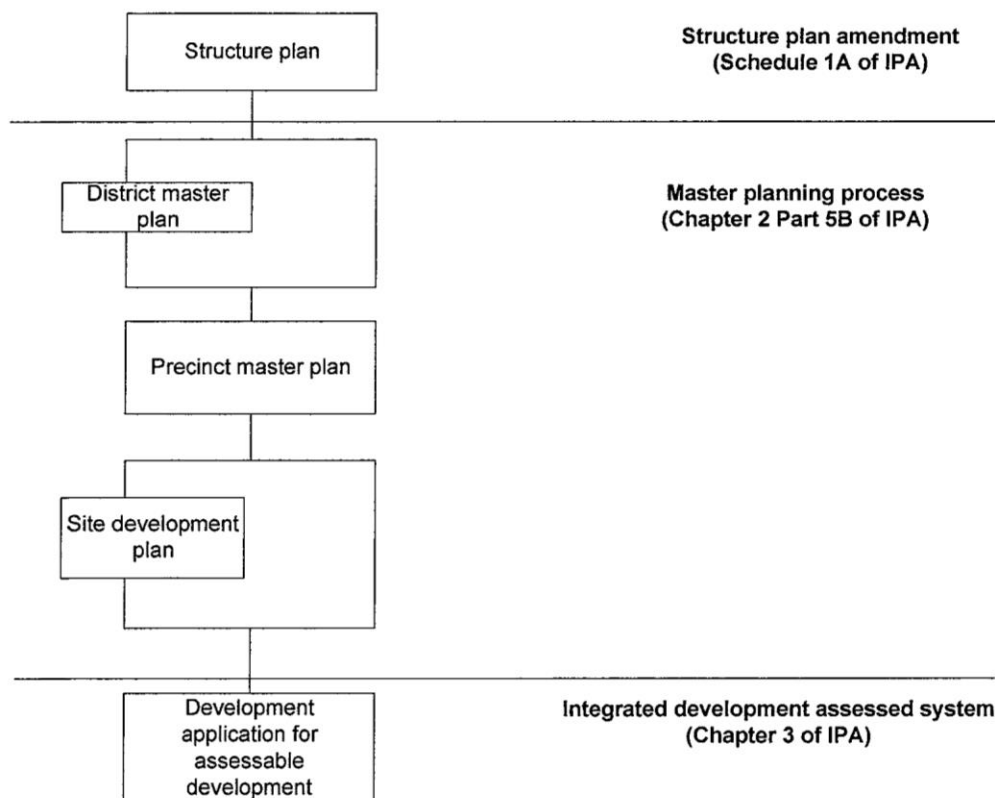 Structure plan
Structure plan amendment
(Schedule 1A of IPA)
District master
plan
Master planning process
(Chapter 2 Part 5B of IPA)
Precinct master plan
Site development
plan
Development
application for
assessable
development
Integrated development assessed system
(Chapter 3 of IPA)